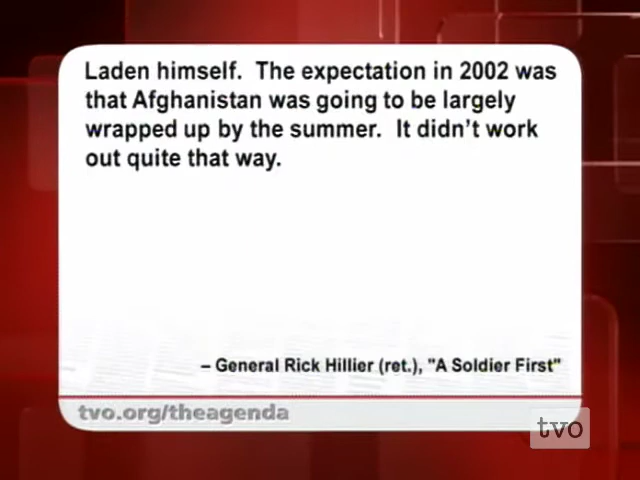 Laden himself.  The expectation in 2002 was
that Afghanistan was going to be largely
wrapped up by the summer.  It didn't work
out quite that way.
– General Rick Hillier (ret.), "A Soldier First"
tvo.org/theagenda
tvo